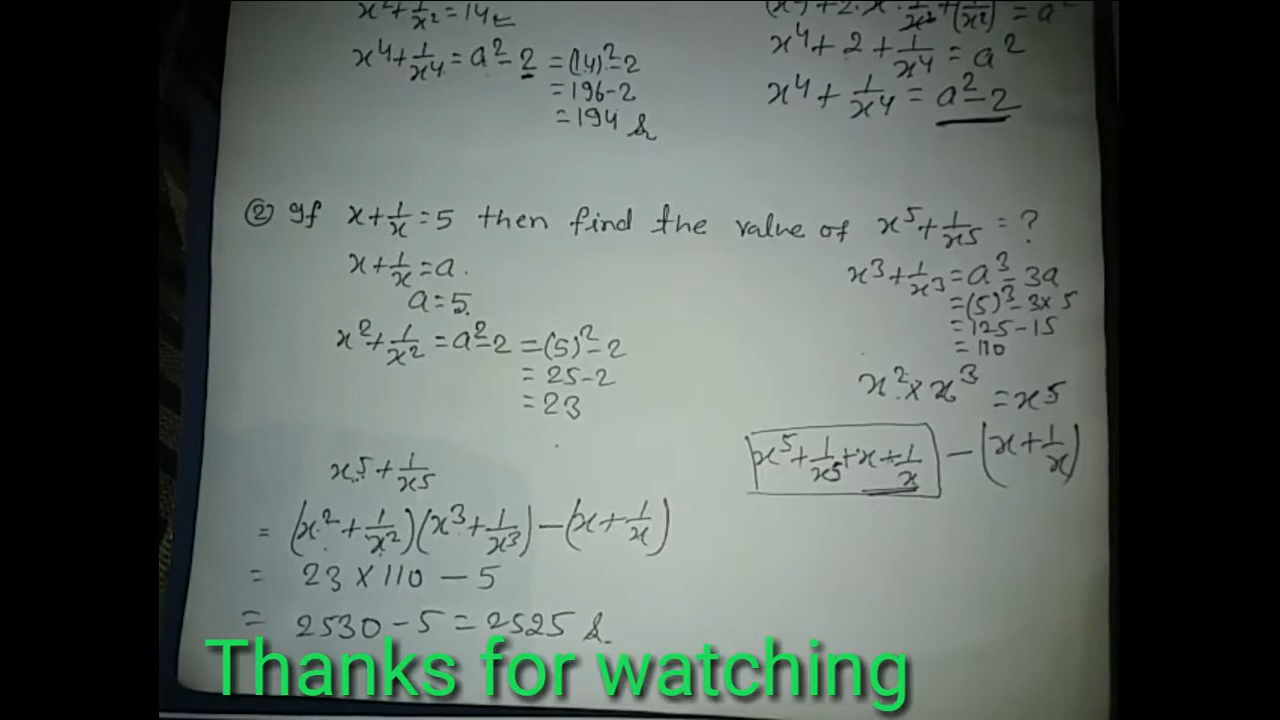 x²+1/x²=14
x⁴+1/x⁴=a²-2=(14)²-2
=196-2
=194
x⁴+2+1/x⁴=a²
x⁴+1/x⁴=a²-2
② If x+1/x=5 then find the value of x⁵+1/x⁵=?
x+1/x=a.
a=5.
x²+1/x²=a²-2=(5)²-2
=25-2
=23
x³+1/x³=a³-3a
=(5)³-3×5
=125-15
=110
x²×x³=x⁵
x⁵+1/x⁵+x+1/x-(x+1/x)
x⁵+1/x⁵
=(x²+1/x²)(x³+1/x³)-(x+1/x)
=23×110-5
=2530-5=2525
Thanks for watching